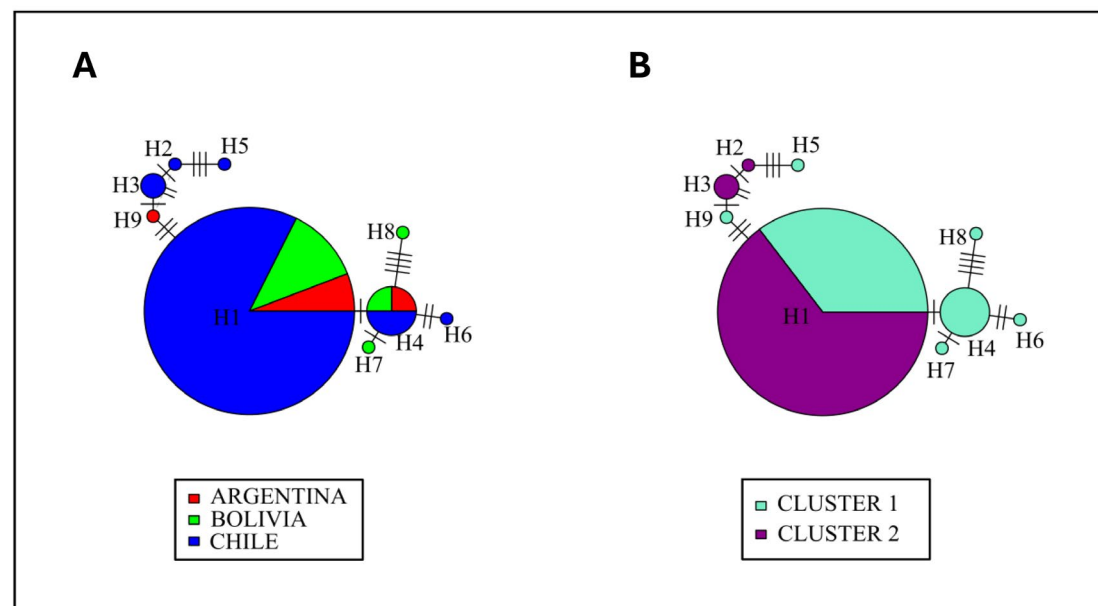 A
H2
H5
H3
H9
H8
H1
H4
H6
H7
ARGENTINA
BOLIVIA
CHILE
B
H2
H5
H3
H9
H8
H1
H4
H6
H7
CLUSTER 1
CLUSTER 2